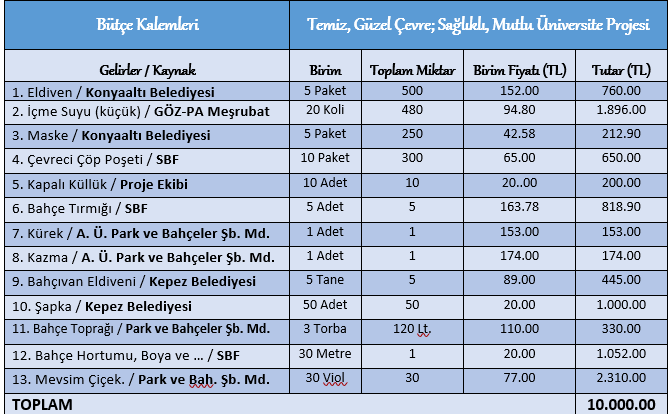 Bütçe Kalemleri Temiz, Güzel Çevre; Sağlıklı, Mutlu Üniversite Projesi
Gelirler / Kaynak Birim Toplam Miktar Birim Fiyatı (TL) Tutar (TL)
1. Eldiven / Konyaaltı Belediyesi 5 Paket 500 152.00 760.00
2. İçme Suyu (küçük) / GÖZ-PA Meşrubat 20 Koli 480 94.80 1.896.00
3. Maske / Konyaaltı Belediyesi 5 Paket 250 42.58 212.90
4. Çevreci Çöp Poşeti / SBF 10 Paket 300 65.00 650.00
5. Kapalı Küllük / Proje Ekibi 10 Adet 10 20..00 200.00
6. Bahçe Tırmığı / SBF 5 Adet 5 163.78 818.90
7. Kürek / A. Ü. Park ve Bahçeler Şb. Md. 1 Adet 1 153.00 153.00
8. Kazma / A. Ü. Park ve Bahçeler Şb. Md. 1 Adet 1 174.00 174.00
9. Bahçıvan Eldiveni / Kepez Belediyesi 5 Tane 5 89.00 445.00
10. Şapka / Kepez Belediyesi 50 Adet 50 20.00 1.000.00
11. Bahçe Toprağı / Park ve Bahçeler Şb. Md. 3 Torba 120 Lt. 110.00 330.00
12. Bahçe Hortumu, Boya ve ... / SBF 30 Metre 1 20.00 1.052.00
13. Mevsim Çiçek. / Park ve Bah. Şb. Md. 30 Viol 30 77.00 2.310.00
TOPLAM 10.000.00